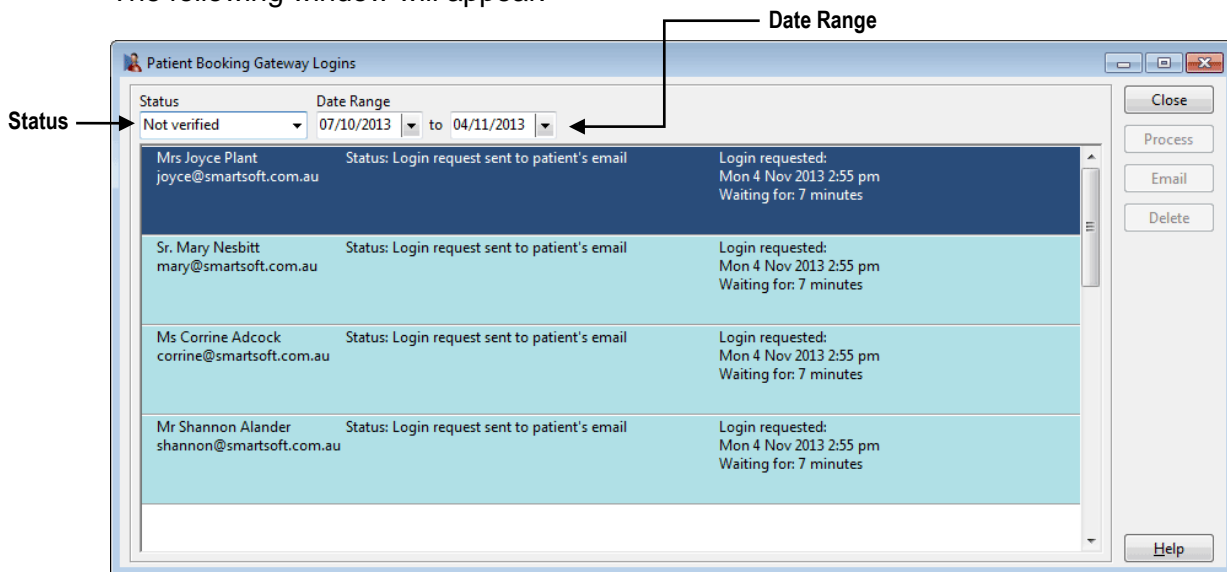 The following window will appear:
Date Range
Patient Booking Gateway Logins
Status Date Range
Status Not verified 07/10/2013 to 04/11/2013
Close
Process
Email
Delete
Mrs Joyce Plant Status: Login request sent to patient's email Login requested:
joyce@smartsoft.com.au Mon 4 Nov 2013 2:55 pm
Waiting for: 7 minutes
Sr. Mary Nesbitt Status: Login request sent to patient's email Login requested:
mary@smartsoft.com.au Mon 4 Nov 2013 2:55 pm
Waiting for: 7 minutes
Ms Corrine Adcock Status: Login request sent to patient's email Login requested:
corrine@smartsoft.com.au Mon 4 Nov 2013 2:55 pm
Waiting for: 7 minutes
Mr Shannon Alander Status: Login request sent to patient's email Login requested:
shannon@smartsoft.com.au Mon 4 Nov 2013 2:55 pm
Waiting for: 7 minutes
Help